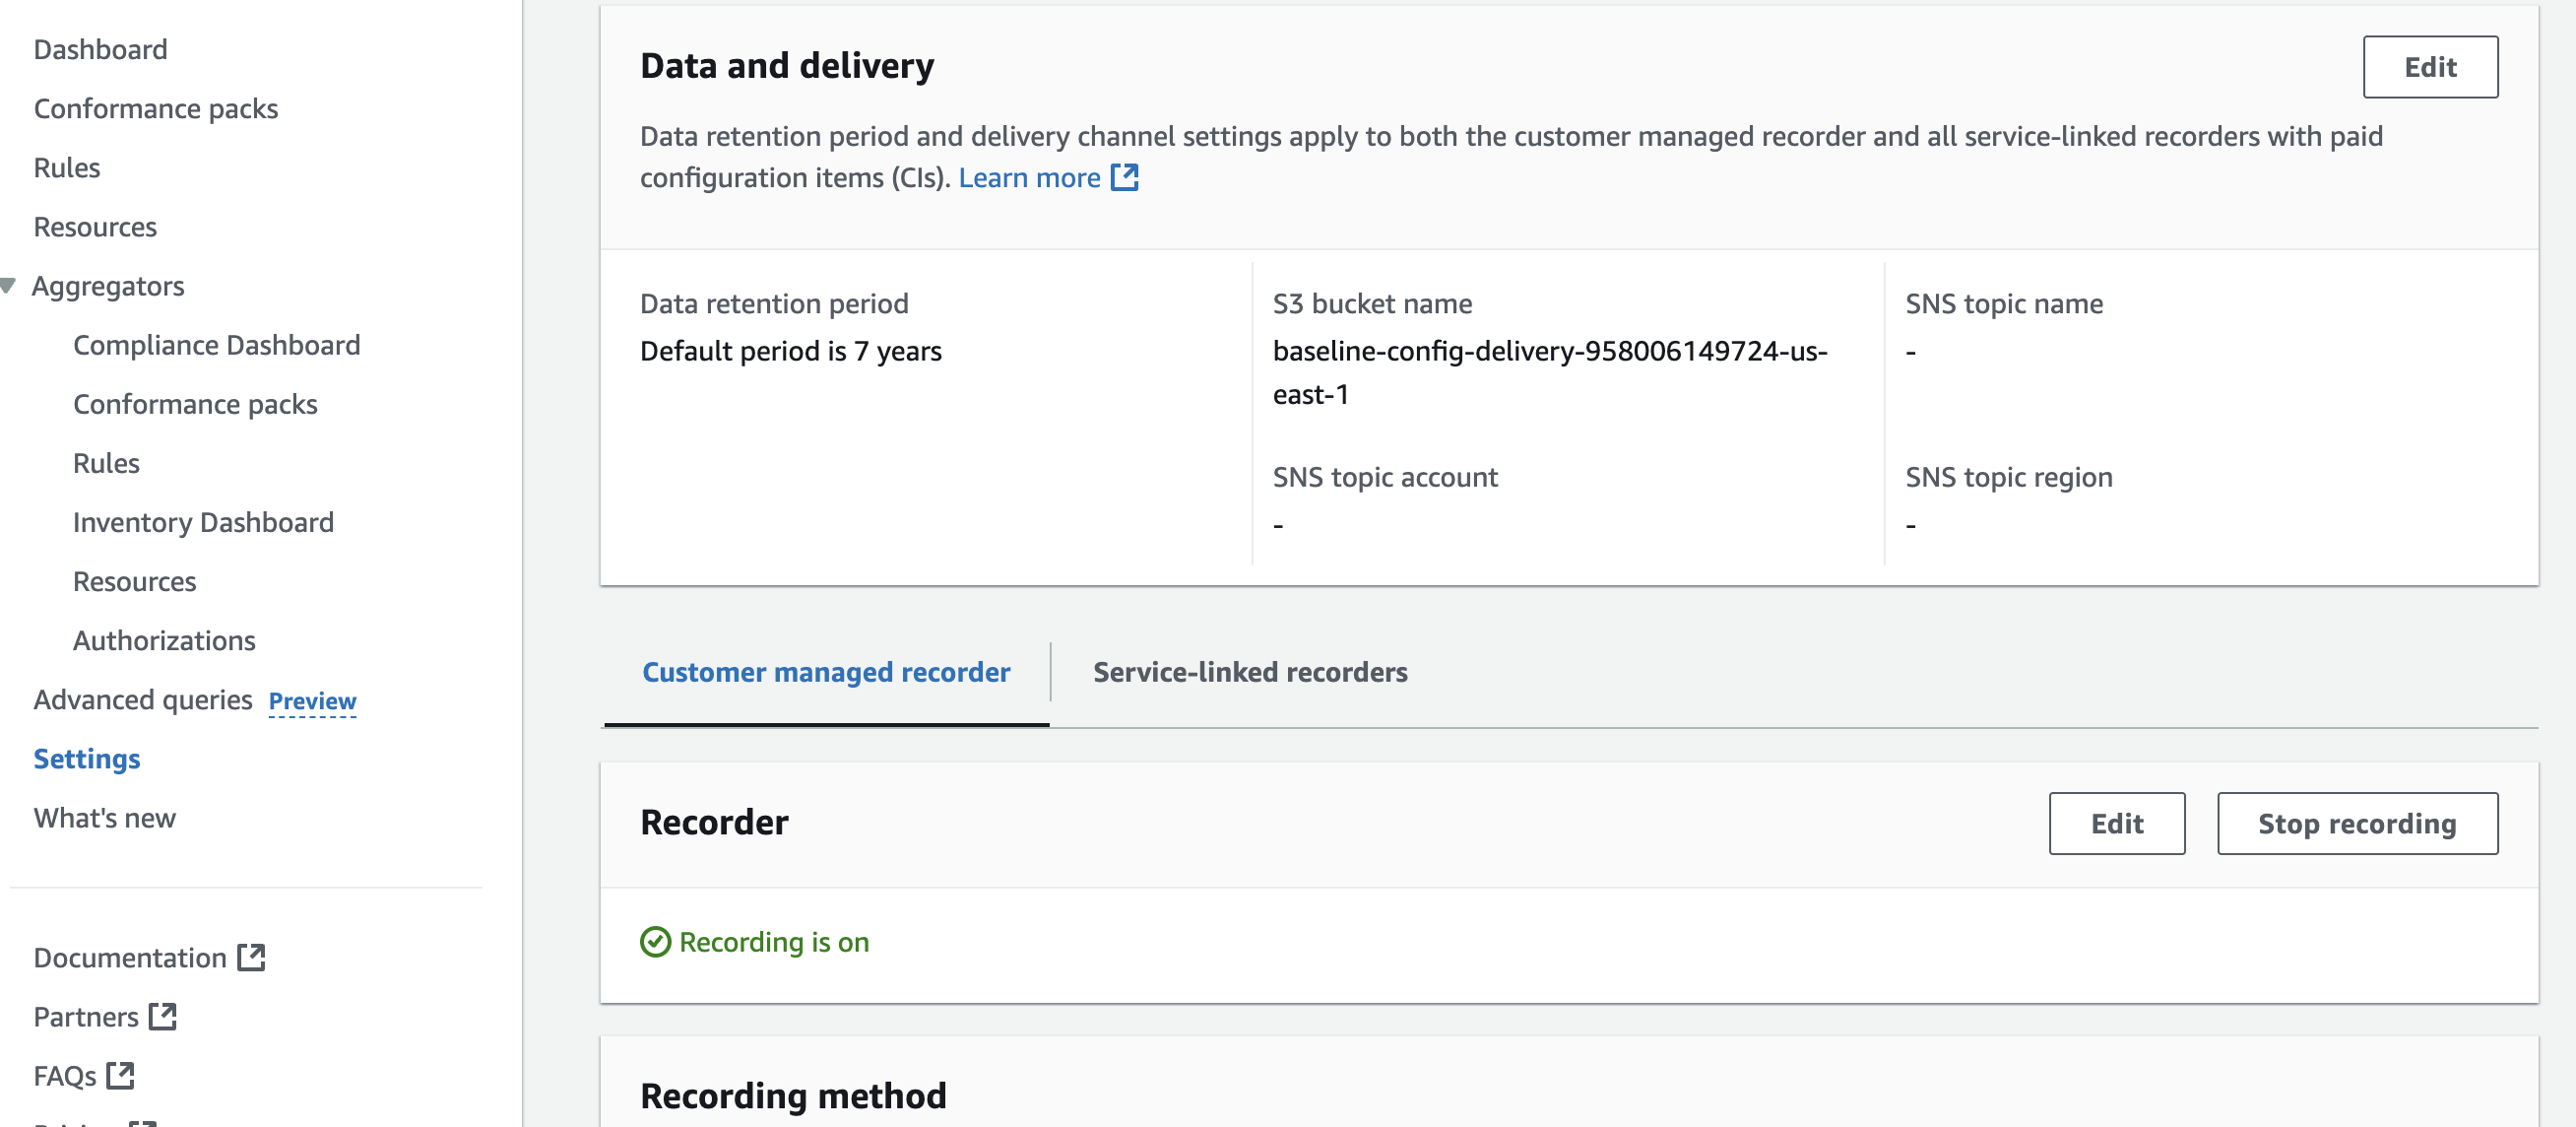 Dashboard
Conformance packs
Rules
Resources
Aggregators
Compliance Dashboard
Conformance packs
Rules
Inventory Dashboard
Resources
Authorizations
Advanced queries Preview
Settings
What's new
Documentation
Partners
FAQs
Data and delivery
Edit
Data retention period and delivery channel settings apply to both the customer managed recorder and all service-linked recorders with paid
configuration items (CIs). Learn more
Data retention period
Default period is 7 years
S3 bucket name
baseline-config-delivery-958006149724-us-
east-1
SNS topic name
-
SNS topic account
-
SNS topic region
-
Customer managed recorder
Service-linked recorders
Recorder
Edit
Stop recording
Recording is on
Recording method